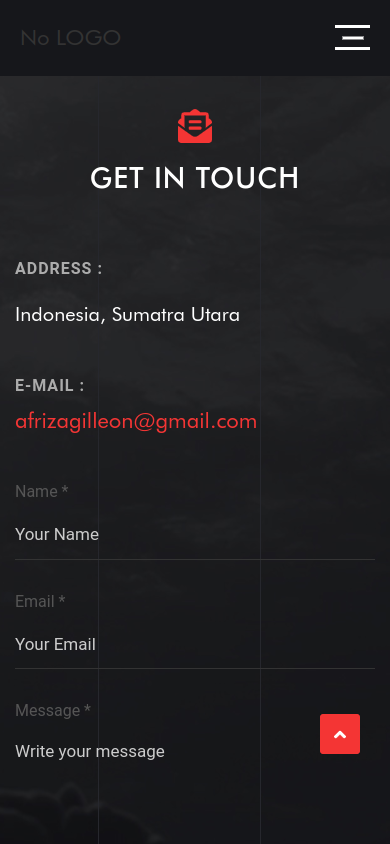 No LOGO
GET IN TOUCH
ADDRESS :
Indonesia, Sumatra Utara
E-MAIL :
afrizagilleon@gmail.com
Name *
Your Name
Email *
Your Email
Message *
Write your message